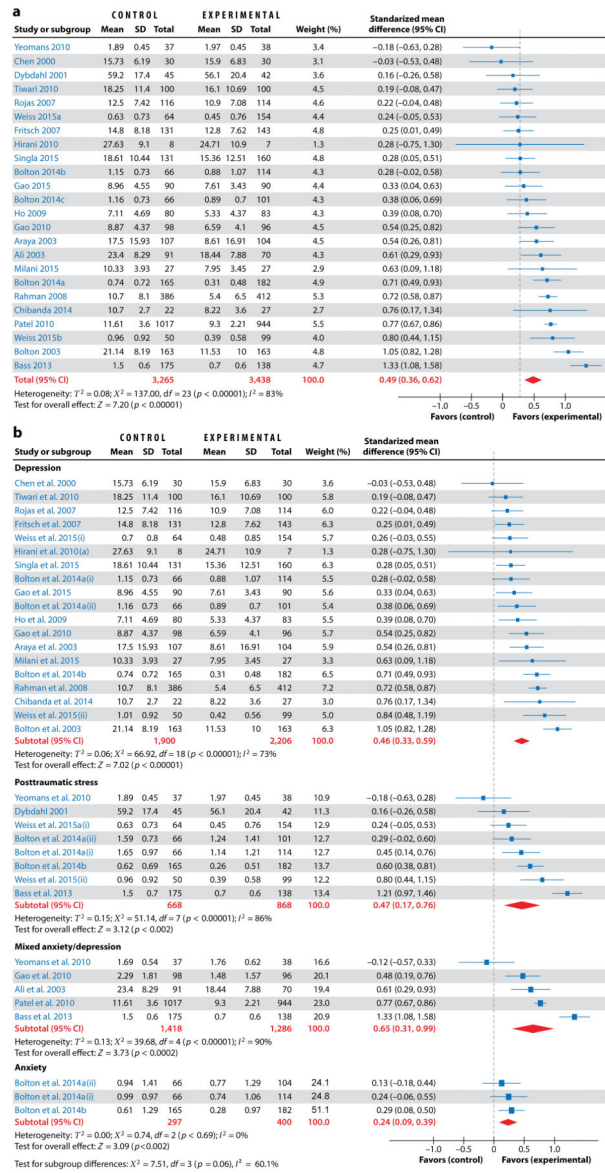 a
CONTROL EXPERIMENTAL
Study or subgroup Mean SD Total Mean SD Total Weight (%) Standardized mean difference (95% CI)
Yeomans 2010 1.89 0.45 37 1.97 0.45 38 3.4 −0.18 (−0.63, 0.28)
Chen 2000 15.73 6.19 30 15.9 6.83 30 3.1 −0.03 (−0.53, 0.48)
Dybdahl 2001 59.2 17.4 45 56.1 20.4 42 3.6 0.16 (−0.26, 0.58)
Tiwari 2010 18.25 11.4 100 16.1 10.69 100 4.5 0.19 (−0.08, 0.47)
Rojas 2007 12.5 7.42 116 10.9 7.08 114 4.6 0.22 (−0.04, 0.48)
Weiss 2015a 0.63 0.73 64 0.45 0.76 154 4.4 0.24 (−0.05, 0.53)
Fritsch 2007 14.8 8.18 131 12.8 7.62 143 4.8 0.25 (0.01, 0.49)
Hirani 2010 27.63 9.1 8 24.71 10.9 7 1.1 0.28 (−0.75, 1.30)
Singla 2015 18.61 10.44 131 15.36 12.51 160 4.8 0.28 (0.05, 0.51)
Bolton 2014b 1.15 0.73 66 0.88 1.07 114 4.3 0.28 (−0.02, 0.58)
Gao 2015 8.96 4.55 90 7.61 3.43 90 4.4 0.33 (0.04, 0.63)
Bolton 2014c 1.16 0.73 66 0.89 0.7 101 4.2 0.38 (0.06, 0.69)
Ho 2009 7.11 4.69 80 5.33 4.37 83 4.3 0.39 (0.08, 0.70)
Gao 2010 8.87 4.37 98 6.59 4.1 96 4.4 0.54 (0.25, 0.82)
Araya 2003 17.5 15.93 107 8.61 16.91 104 4.5 0.54 (0.26, 0.81)
Ali 2003 23.4 8.29 91 18.44 7.88 70 4.2 0.61 (0.29, 0.93)
Milani 2015 10.33 3.93 27 7.95 3.45 27 2.9 0.63 (0.09, 1.18)
Bolton 2014a 0.74 0.72 165 0.31 0.48 182 4.9 0.71 (0.49, 0.93)
Rahman 2008 10.7 8.1 386 5.4 6.5 412 5.3 0.72 (0.58, 0.87)
Chibanda 2014 10.7 2.7 22 8.22 3.6 27 2.7 0.76 (0.17, 1.34)
Patel 2010 11.61 3.6 1017 9.3 2.21 944 5.5 0.77 (0.67, 0.86)
Weiss 2015b 0.96 0.92 50 0.39 0.58 99 4.0 0.80 (0.44, 1.15)
Bolton 2003 21.14 8.19 163 11.53 10 163 4.8 1.05 (0.82, 1.28)
Bass 2013 1.5 0.6 175 0.7 0.6 138 4.7 1.33 (1.08, 1.58)
Total (95% CI) 3,265 3,438 100.0 0.49 (0.36, 0.62)
Heterogeneity: T² = 0.08; X² = 137.00, df = 23 (p < 0.00001); I² = 83%
Test for overall effect: Z = 7.20 (p < 0.00001)
−1.0 −0.5 0.0 0.5 1.0 1.5
Favors (control) Favors (experimental)
b
CONTROL EXPERIMENTAL
Study or subgroup Mean SD Total Mean SD Total Weight (%) Standardized mean difference (95% CI)
Depression
Chen et al. 2000 15.73 6.19 30 15.9 6.83 30 3.6 −0.03 (−0.53, 0.48)
Tiwari et al. 2010 18.25 11.4 100 16.1 10.69 100 5.8 0.19 (−0.08, 0.47)
Rojas et al. 2007 12.5 7.42 116 10.9 7.08 114 6.0 0.22 (−0.04, 0.48)
Fritsch et al. 2007 14.8 8.18 131 12.8 7.62 143 6.3 0.25 (0.01, 0.49)
Weiss et al. 2015(i) 0.7 0.8 64 0.48 0.85 154 5.7 0.26 (−0.03, 0.55)
Hirani et al. 2010(a) 27.63 9.1 8 24.71 10.9 7 1.3 0.28 (−0.75, 1.30)
Singla et al. 2015 18.61 10.44 131 15.36 12.51 160 6.3 0.28 (0.05, 0.51)
Bolton et al. 2014a(i) 1.15 0.73 66 0.88 1.07 114 5.5 0.28 (−0.02, 0.58)
Gao et al. 2015 8.96 4.55 90 7.61 3.43 90 5.6 0.33 (0.04, 0.63)
Bolton et al. 2014a(ii) 1.16 0.73 66 0.89 0.7 101 5.4 0.38 (0.06, 0.69)
Ho et al. 2009 7.11 4.69 80 5.33 4.37 83 5.4 0.39 (0.08, 0.70)
Gao et al. 2010 8.87 4.37 98 6.59 4.1 96 5.6 0.54 (0.25, 0.82)
Araya et al. 2003 17.5 15.93 107 8.61 16.91 104 5.8 0.54 (0.26, 0.81)
Milani et al. 2015 10.33 3.93 27 7.95 3.45 27 3.3 0.63 (0.09, 1.18)
Bolton et al. 2014b 0.74 0.72 165 0.31 0.48 182 6.5 0.71 (0.49, 0.93)
Rahman et al. 2008 10.7 8.1 386 5.4 6.5 412 7.3 0.72 (0.58, 0.87)
Chibanda et al. 2014 10.7 2.7 22 8.22 3.6 27 3.0 0.76 (0.17, 1.34)
Weiss et al. 2015(ii) 1.01 0.92 50 0.42 0.56 99 5.0 0.84 (0.48, 1.19)
Bolton et al. 2003 21.14 8.19 163 11.53 10 163 6.3 1.05 (0.82, 1.28)
Subtotal (95% CI) 1,900 2,206 100.0 0.46 (0.33, 0.59)
Heterogeneity: T² = 0.06; X² = 66.92, df = 18 (p < 0.00001); I² = 73%
Test for overall effect: Z = 7.02 (p < 0.00001)
Posttraumatic stress
Yeomans et al. 2010 1.89 0.45 37 1.97 0.45 38 10.9 −0.18 (−0.63, 0.28)
Dybdahl 2001 59.2 17.4 45 56.1 20.4 42 11.3 0.16 (−0.26, 0.58)
Weiss et al. 2015a(i) 0.63 0.73 64 0.45 0.76 154 12.9 0.24 (−0.05, 0.53)
Bolton et al. 2014a(ii) 1.59 0.73 66 1.24 1.41 101 12.7 0.29 (−0.02, 0.60)
Bolton et al. 2014a(i) 1.65 0.97 66 1.14 1.21 114 12.7 0.45 (0.14, 0.76)
Bolton et al. 2014b 0.62 0.69 165 0.26 0.51 182 13.7 0.60 (0.38, 0.81)
Weiss et al. 2015(ii) 0.96 0.92 50 0.39 0.58 99 12.3 0.80 (0.44, 1.15)
Bass et al. 2013 1.5 0.7 175 0.7 0.6 138 13.4 1.21 (0.97, 1.46)
Subtotal (95% CI) 668 868 100.0 0.47 (0.17, 0.76)
Heterogeneity: T² = 0.15; X² = 51.14, df = 7 (p < 0.00001); I² = 86%
Test for overall effect: Z = 3.12 (p < 0.002)
Mixed anxiety/depression
Yeomans et al. 2010 1.69 0.54 37 1.76 0.62 38 16.6 −0.12 (−0.57, 0.33)
Gao et al. 2010 2.29 1.81 98 1.48 1.57 96 20.1 0.48 (0.19, 0.76)
Ali et al. 2003 23.4 8.29 91 18.44 7.88 70 19.4 0.61 (0.29, 0.93)
Patel et al. 2010 11.61 3.6 1017 9.3 2.21 944 23.0 0.77 (0.67, 0.86)
Bass et al. 2013 1.5 0.6 175 0.7 0.6 138 20.9 1.33 (1.08, 1.58)
Subtotal (95% CI) 1,418 1,286 100.0 0.65 (0.31, 0.99)
Heterogeneity: T² = 0.13; X² = 39.68, df = 4 (p < 0.00001); I² = 90%
Test for overall effect: Z = 3.73 (p < 0.0002)
Anxiety
Bolton et al. 2014a(ii) 0.94 1.41 66 0.77 1.29 104 24.1 0.13 (−0.18, 0.44)
Bolton et al. 2014a(i) 0.99 0.97 66 0.74 1.06 114 24.8 0.24 (−0.06, 0.55)
Bolton et al. 2014b 0.61 1.29 165 0.28 0.97 182 51.1 0.29 (0.08, 0.50)
Subtotal (95% CI) 297 400 100.0 0.24 (0.09, 0.39)
Heterogeneity: T² = 0.00; X² = 0.74, df = 2 (p < 0.69); I² = 0%
Test for overall effect: Z = 3.09 (p<0.002)
Test for subgroup differences: X² = 7.51, df = 3 (p = 0.06), I² = 60.1%
−1.0 −0.5 0.0 0.5 1.0 1.5
Favors (control) Favors (experimental)